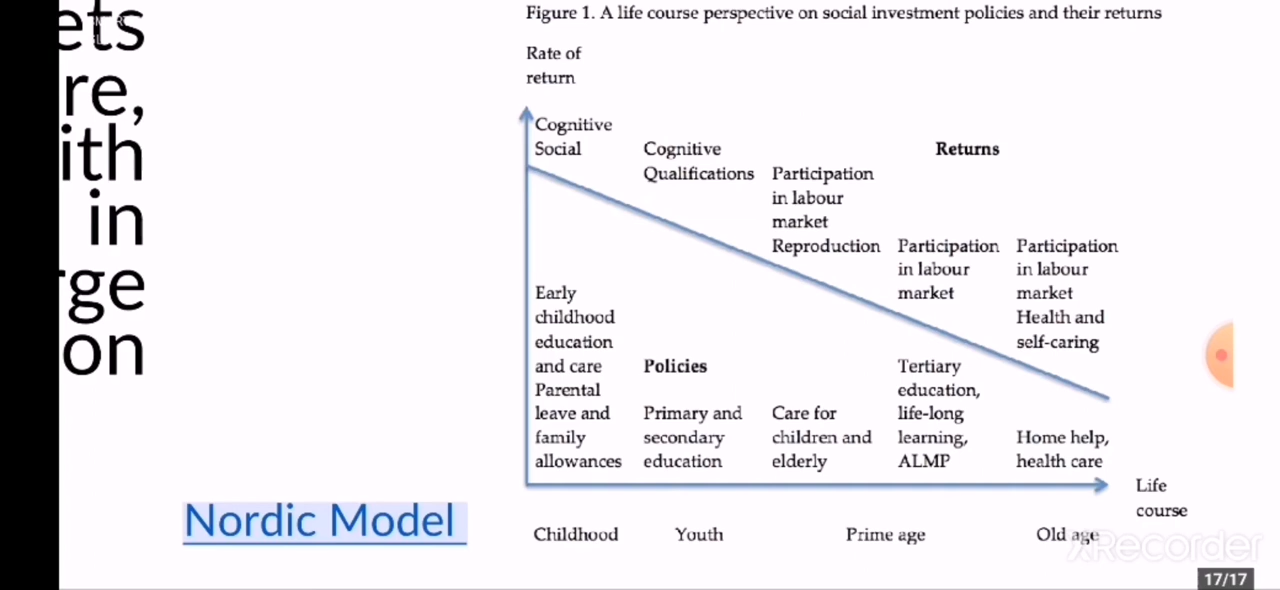 ets
re,
ith
in
rge
on
Nordic Model
Figure 1. A life course perspective on social investment policies and their returns
Rate of
return
Cognitive
Social
Cognitive
Qualifications
Participation
in labour
market
Reproduction
Returns
Participation
in labour
market
Participation
in labour
market
Health and
self-caring
Early
childhood
education
and care
Parental
leave and
family
allowances
Policies
Primary and
secondary
education
Care for
children and
elderly
Tertiary
education,
life-long
learning,
ALMP
Home help,
health care
Life
course
Childhood
Youth
Prime age
Old age
XRecorder
17/17